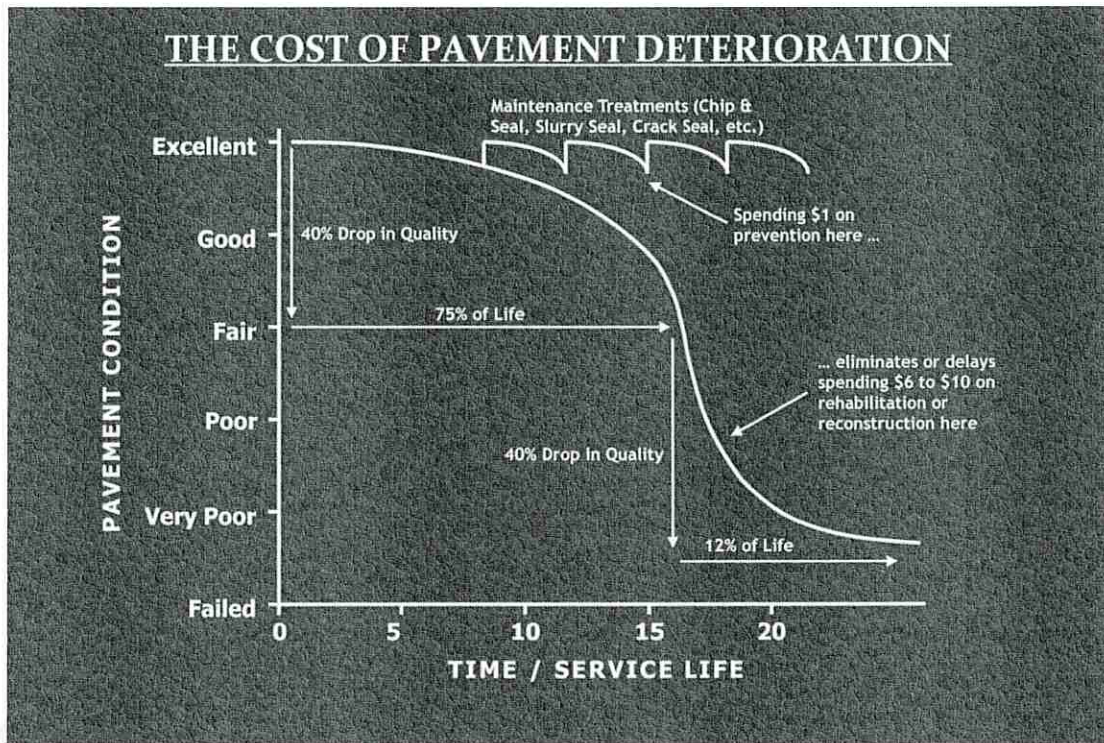 THE COST OF PAVEMENT DETERIORATION
Maintenance Treatments (Chip &
Seal, Slurry Seal, Crack Seal, etc.)
Excellent
Spending $1 on
prevention here ...
Good
40% Drop in Quality
75% of Life
Fair
... eliminates or delays
spending $6 to $10 on
rehabilitation or
reconstruction here
Poor
40% Drop In Quality
Very Poor
12% of Life
Failed
0
5
10
15
20
PAVEMENT CONDITION
TIME / SERVICE LIFE